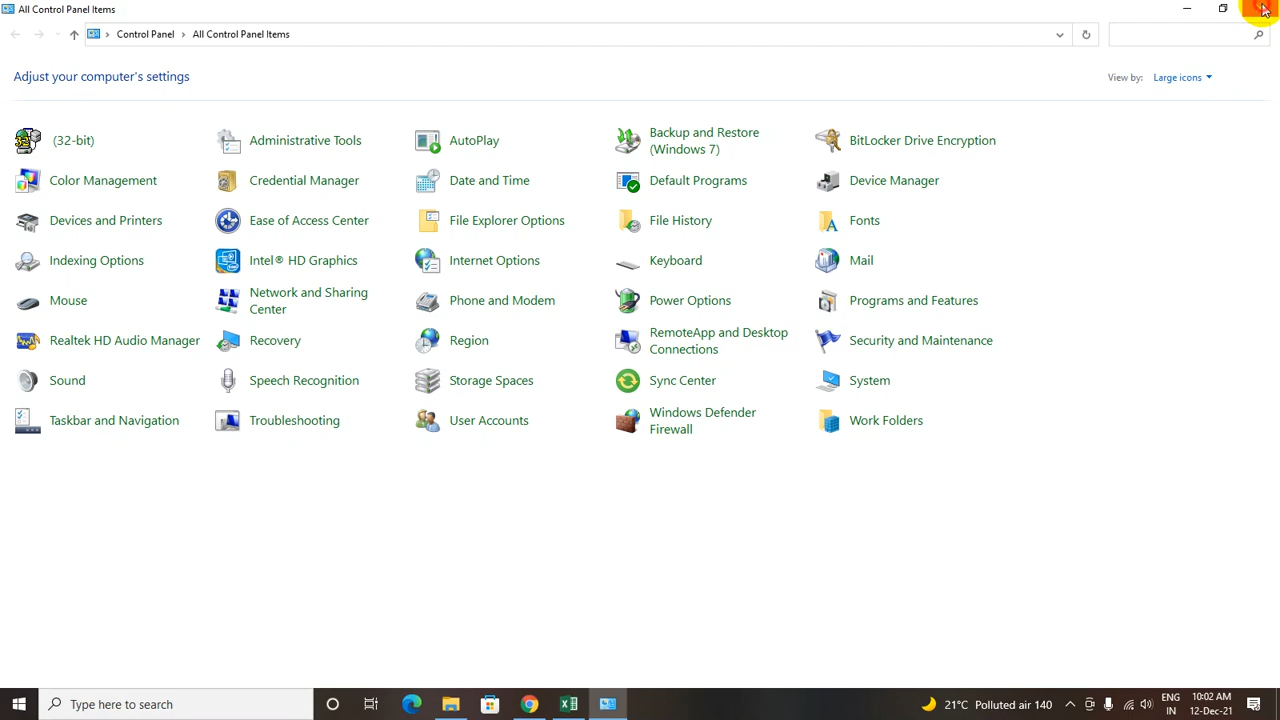 All Control Panel Items
Control Panel > All Control Panel Items
Adjust your computer's settings
View by: Large icons
(32-bit)
Administrative Tools
AutoPlay
Backup and Restore
(Windows 7)
BitLocker Drive Encryption
Color Management
Credential Manager
Date and Time
Default Programs
Device Manager
Devices and Printers
Ease of Access Center
File Explorer Options
File History
Fonts
Indexing Options
Intel® HD Graphics
Internet Options
Keyboard
Mail
Mouse
Network and Sharing
Center
Phone and Modem
Power Options
Programs and Features
Realtek HD Audio Manager
Recovery
Region
RemoteApp and Desktop
Connections
Security and Maintenance
Sound
Speech Recognition
Storage Spaces
Sync Center
System
Taskbar and Navigation
Troubleshooting
User Accounts
Windows Defender
Firewall
Work Folders
Type here to search
21°C Polluted air 140
ENG
IN
10:02 AM
12-Dec-21